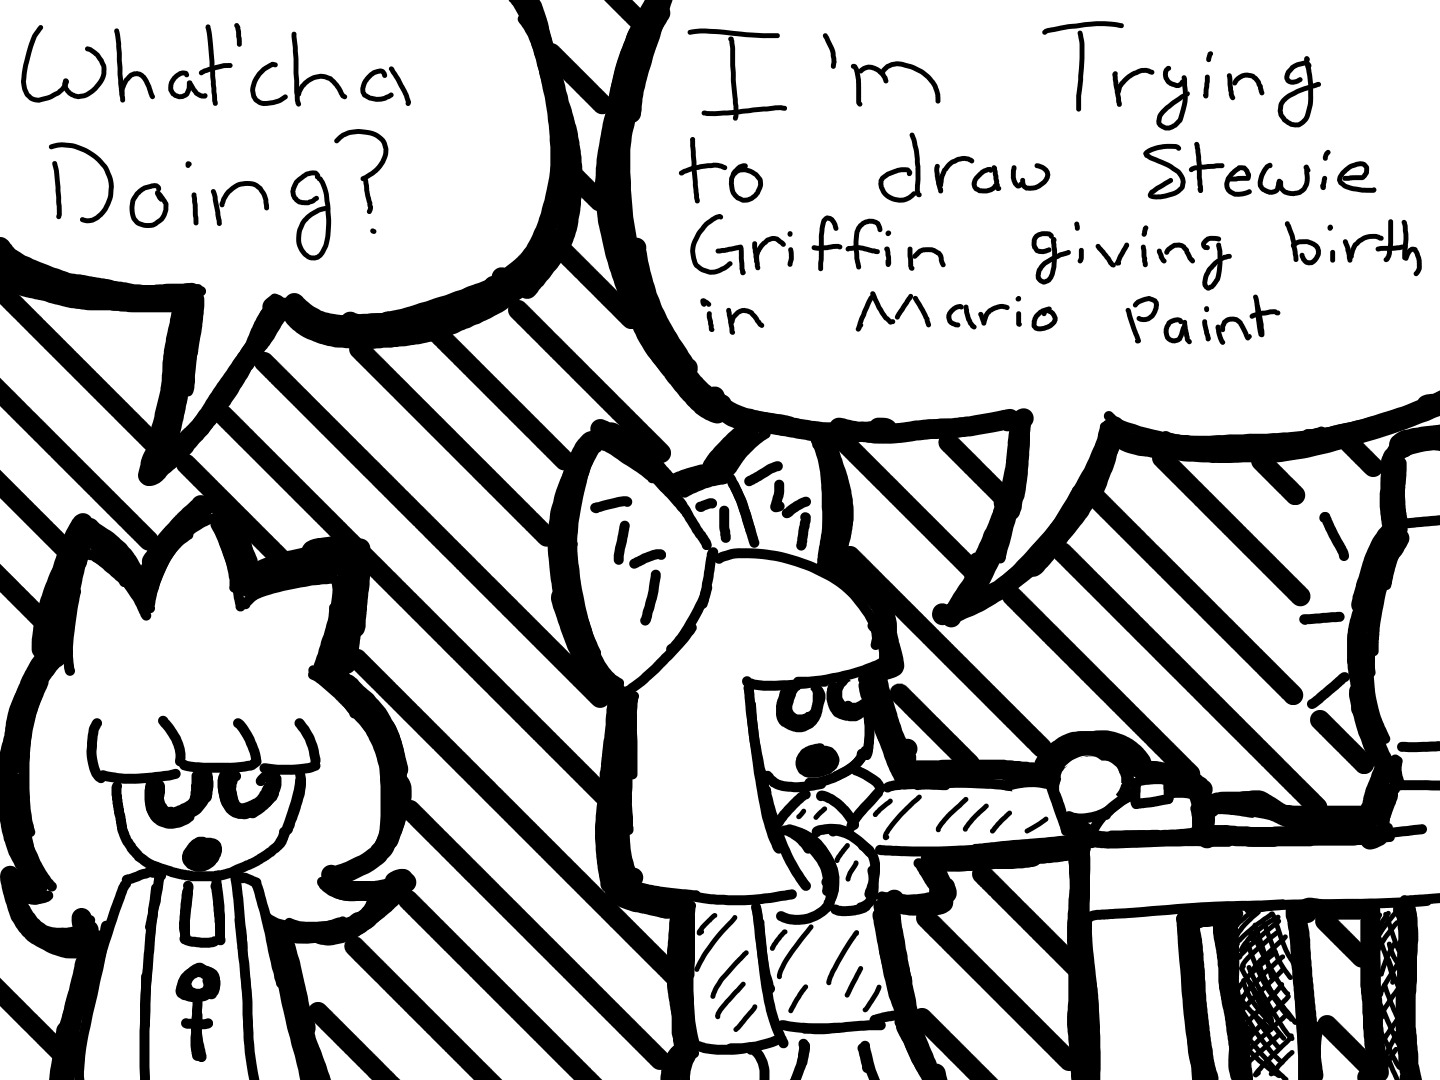 What'cha
Doing?
I'm Trying
to draw Stewie
Griffin giving birth
in Mario Paint